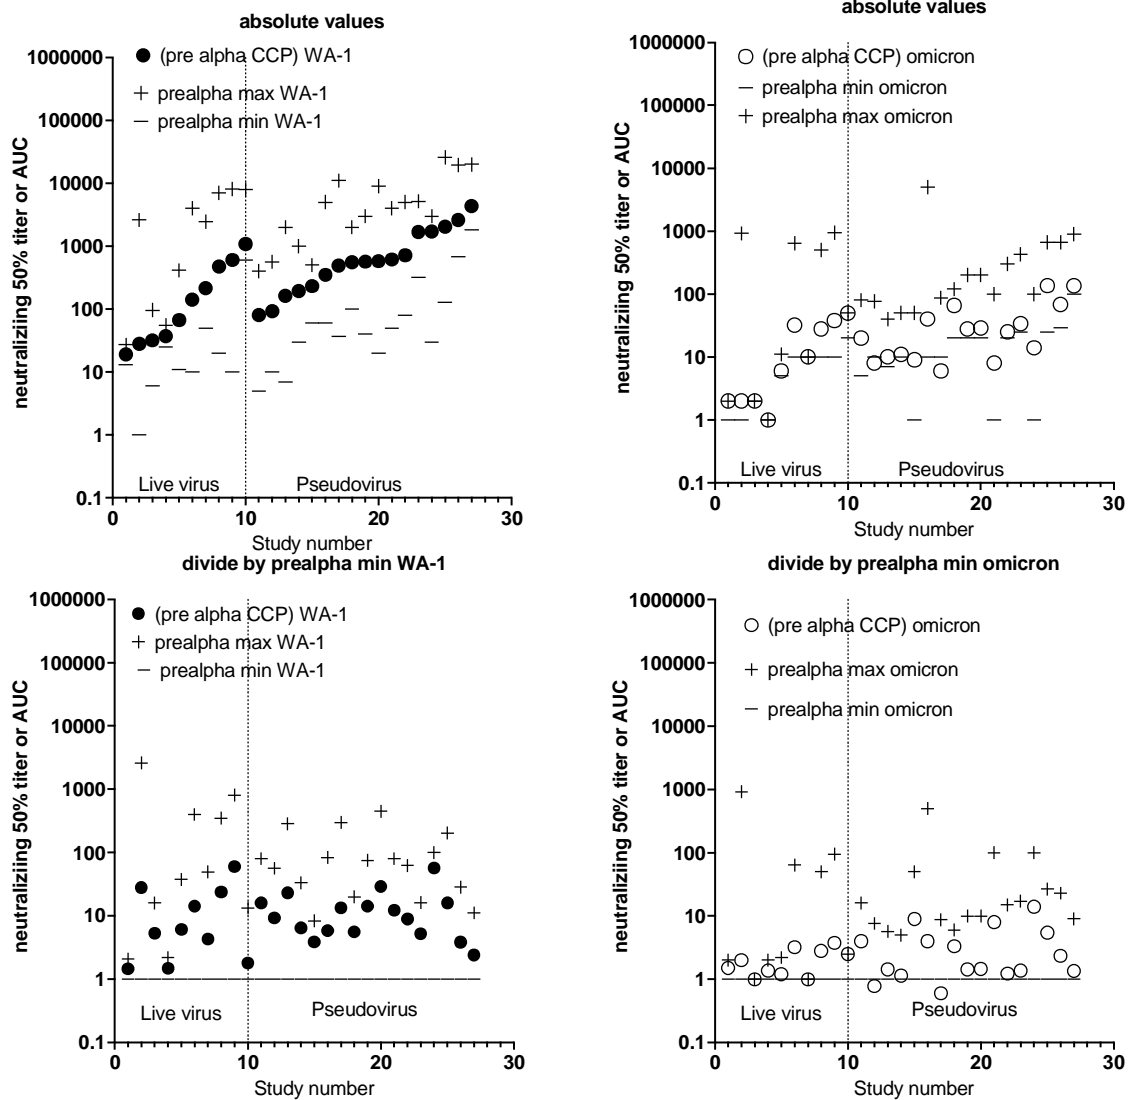 absolute values
1000000
100000
10000
1000
100
10
1
0.1
neutralizing 50% titer or AUC
(pre alpha CCP) WA-1
prealpha max WA-1
prealpha min WA-1
Live virus
Pseudovirus
0
10
20
30
Study number
absolute values
1000000
100000
10000
1000
100
10
1
0.1
neutralizing 50% titer or AUC
(pre alpha CCP) omicron
prealpha min omicron
prealpha max omicron
Live virus
Pseudovirus
0
10
20
30
Study number
divide by prealpha min WA-1
1000000
100000
10000
1000
100
10
1
0.1
neutraliziing 50% titer or AUC
(pre alpha CCP) WA-1
prealpha max WA-1
prealpha min WA-1
Live virus
Pseudovirus
0
10
20
30
Study number
divide by prealpha min omicron
1000000
100000
10000
1000
100
10
1
0.1
neutraliziing 50% titer or AUC
(pre alpha CCP) omicron
prealpha max omicron
prealpha min omicron
Live virus
Pseudovirus
0
10
20
30
Study number